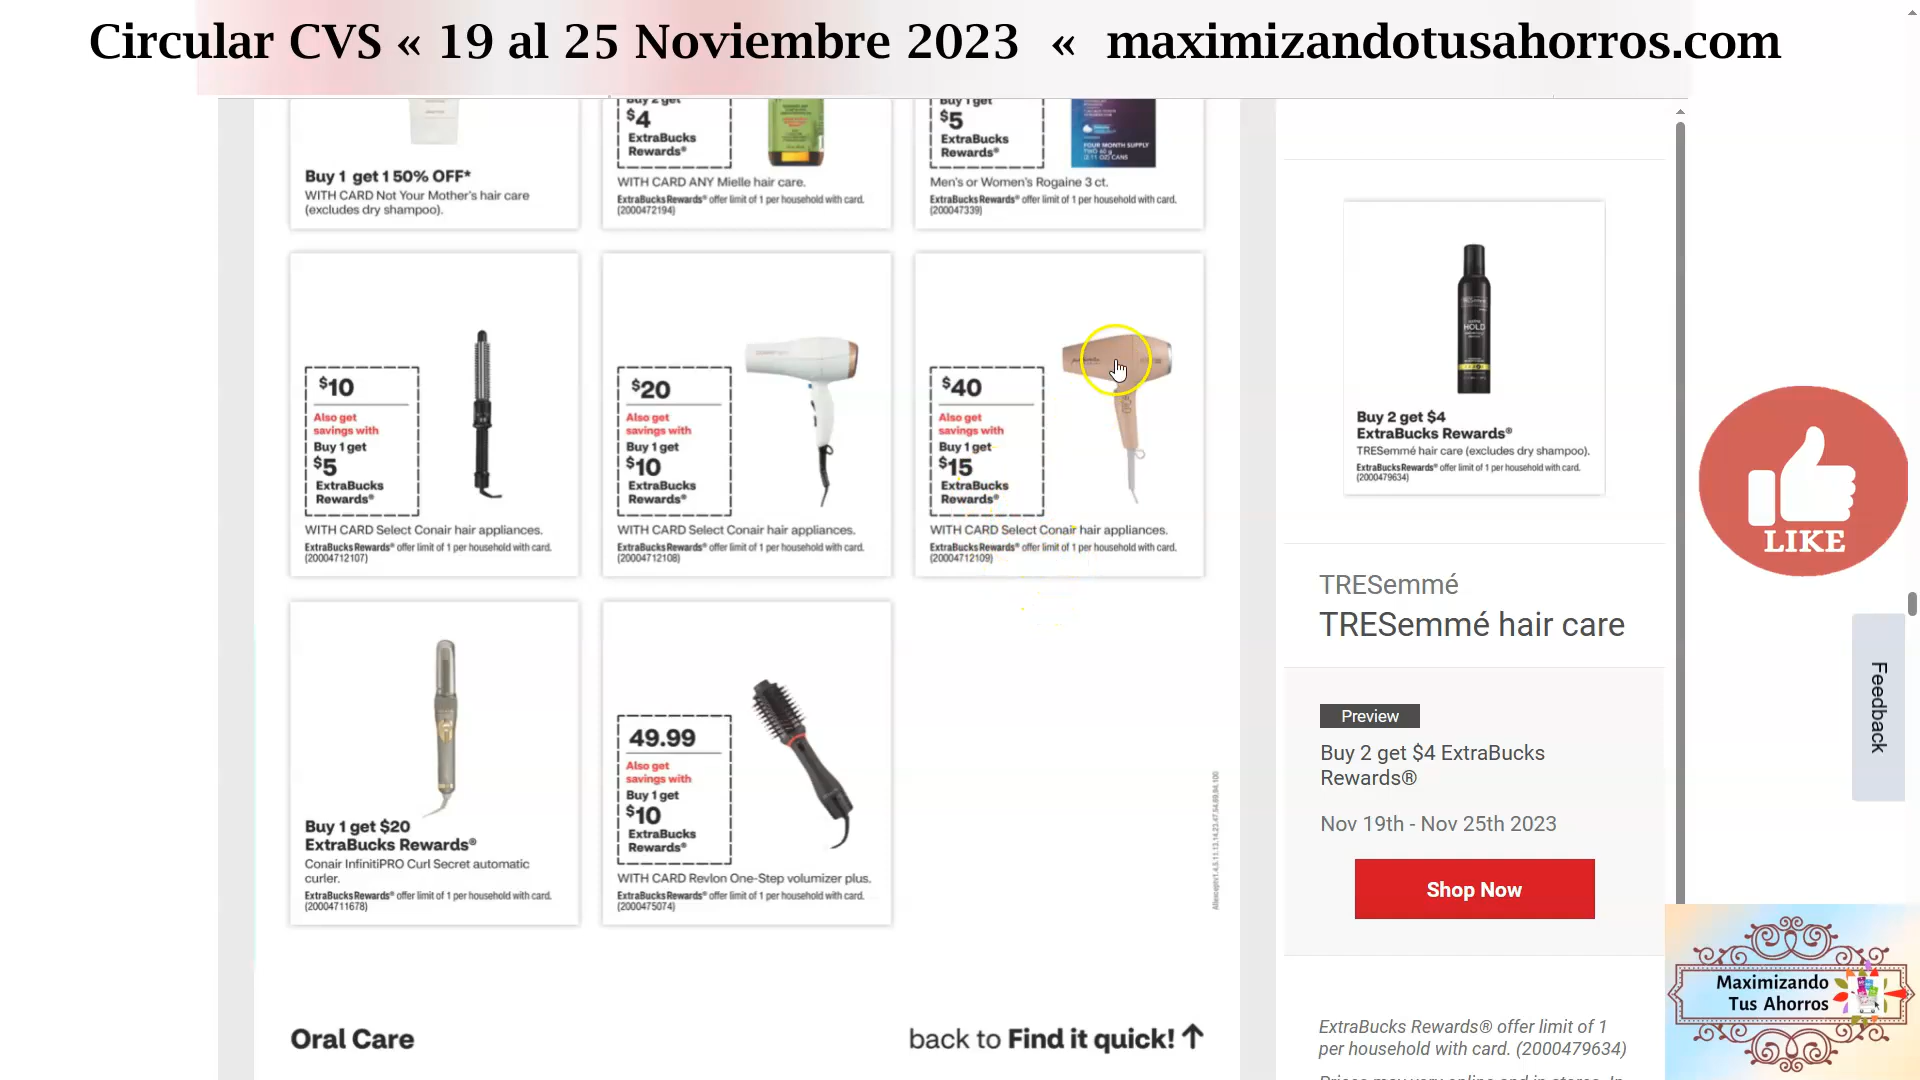 Circular CVS « 19 al 25 Noviembre 2023 « maximizandotusahorros.com
Buy 1 get 1 50% OFF*
WITH CARD Not Your Mother's hair care
(excludes dry shampoo).
Buy 2 get
$4
ExtraBucks
Rewards®
WITH CARD ANY Mielle hair care.
ExtraBucks Rewards® offer limit of 1 per household with card.
(2000472194)
Buy 1 get
$5
ExtraBucks
Rewards®
FOUR MONTH SUPPLY
Men's or Women's Rogaine 3 ct.
ExtraBucks Rewards® offer limit of 1 per household with card.
(200047339)
$10
Also get
savings with
Buy 1 get
$5
ExtraBucks
Rewards®
WITH CARD Select Conair hair appliances.
ExtraBucks Rewards® offer limit of 1 per household with card.
(20004712107)
$20
Also get
savings with
Buy 1 get
$10
ExtraBucks
Rewards®
WITH CARD Select Conair hair appliances.
ExtraBucks Rewards® offer limit of 1 per household with card.
(20004712108)
$40
Also get
savings with
Buy 1 get
$15
ExtraBucks
Rewards®
WITH CARD Select Conair hair appliances.
ExtraBucks Rewards® offer limit of 1 per household with card.
(20004712109)
Buy 1 get $20
ExtraBucks Rewards®
Conair InfinitiPRO Curl Secret automatic
curler.
ExtraBucks Rewards® offer limit of 1 per household with card.
(20004711678)
49.99
Also get
savings with
Buy 1 get
$10
ExtraBucks
Rewards®
WITH CARD Revlon One-Step volumizer plus.
ExtraBucks Rewards® offer limit of 1 per household with card.
(2000475074)
Oral Care
back to Find it quick!
HOLD
Buy 2 get $4
ExtraBucks Rewards®
TRESemmé hair care (excludes dry shampoo).
ExtraBucks Rewards® offer limit of 1 per household with card.
(2000479634)
TRESemmé
TRESemmé hair care
Preview
Buy 2 get $4 ExtraBucks
Rewards®
Nov 19th - Nov 25th 2023
Shop Now
ExtraBucks Rewards® offer limit of 1
per household with card. (2000479634)
LIKE
Feedback
Maximizando
Tus Ahorros